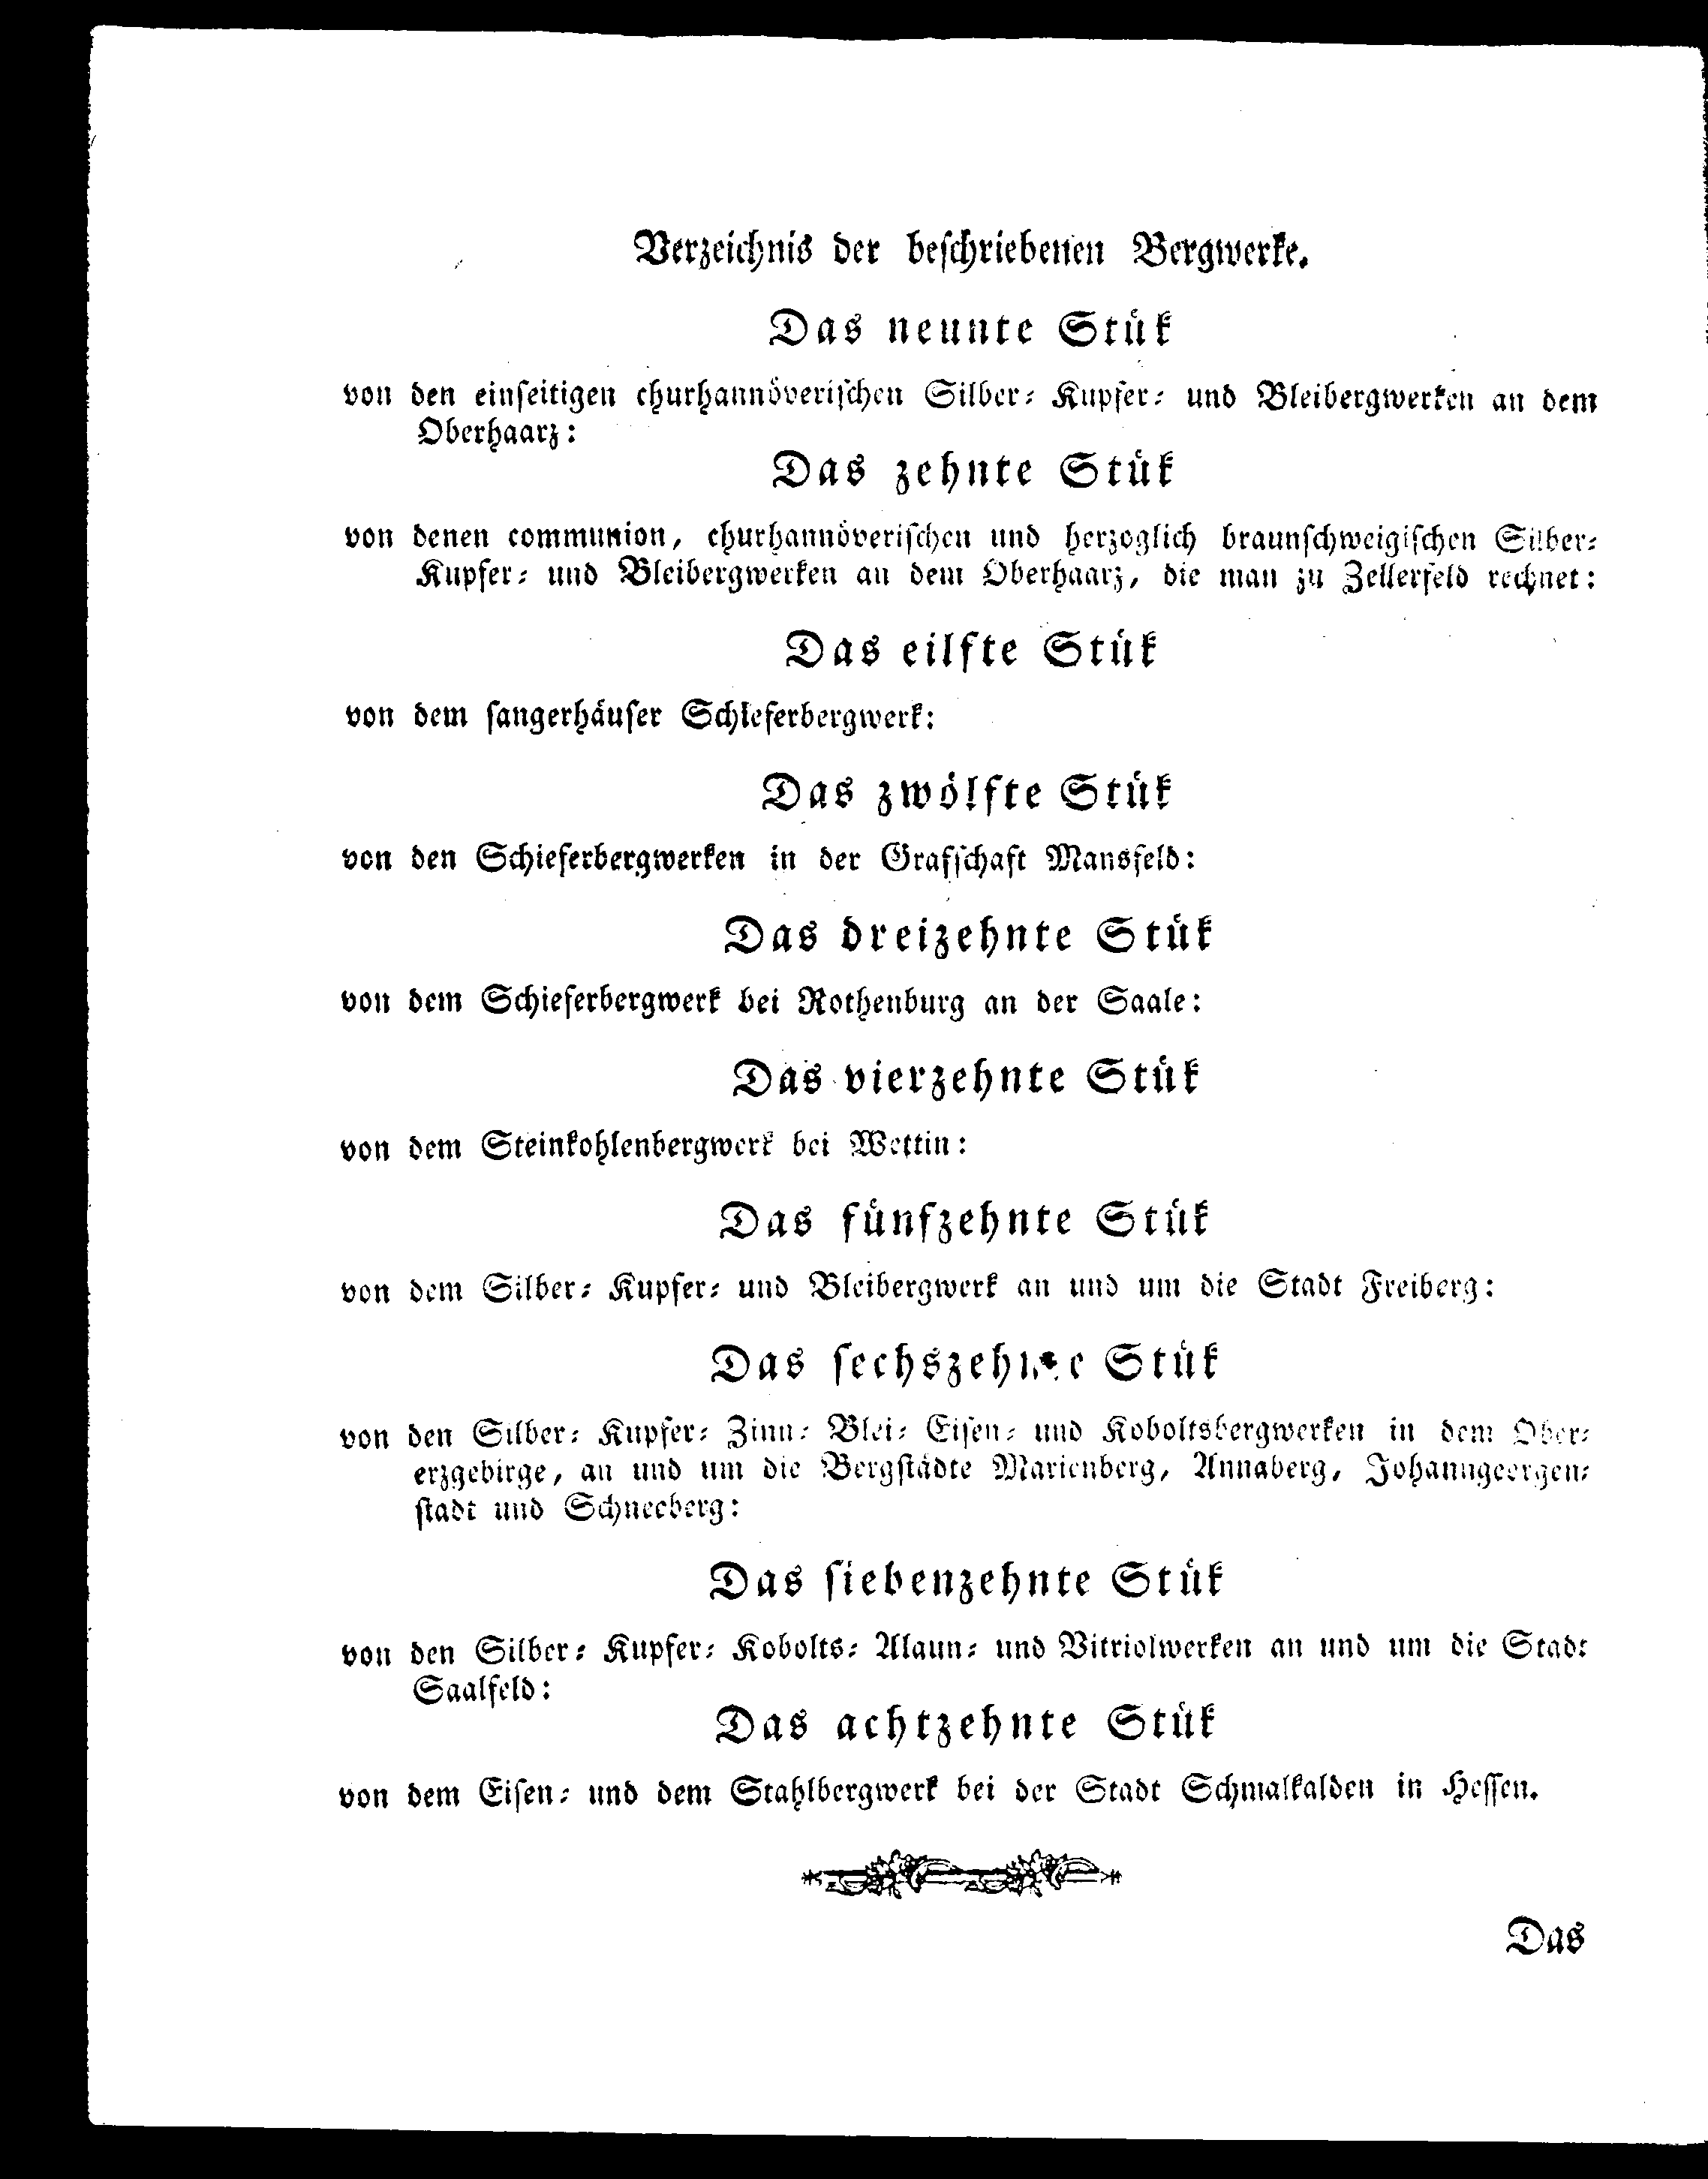 Verzeichnis der beschriebenen Bergwerke.
Das neunte Stük
von den einseitigen churhannöverischen Silber- Kupfer- und Bleibergwerken an dem
Oberhaarz:
Das zehnte Stük
von denen communion, churhannöverischen und herzoglich braunschweigischen Silber-
Kupfer- und Bleibergwerken an dem Oberhaarz, die man zu Zellerfeld rechnet:
Das eilfte Stük
von dem sangerhäuser Schieferbergwerk:
Das zwölfte Stük
von den Schieferbergwerken in der Grafschaft Mansfeld:
Das dreizehnte Stük
von dem Schieferbergwerk bei Rothenburg an der Saale:
Das vierzehnte Stük
von dem Steinkohlenbergwerk bei Wettin:
Das fünfzehnte Stük
von dem Silber- Kupfer- und Bleibergwerk an und um die Stadt Freiberg:
Das sechszehnte Stük
von den Silber- Kupfer- Zinn- Blei- Eisen- und Koboltsbergwerken in dem Ober-
erzgebirge, an und um die Bergstädte Marienberg, Annaberg, Johanngeorgen-
stadt und Schneeberg:
Das siebenzehnte Stük
von den Silber- Kupfer- Kobolts- Alaun- und Vitriolwerken an und um die Stadt
Saalfeld:
Das achtzehnte Stük
von dem Eisen- und dem Stahlbergwerk bei der Stadt Schmalkalden in Hessen.
Das